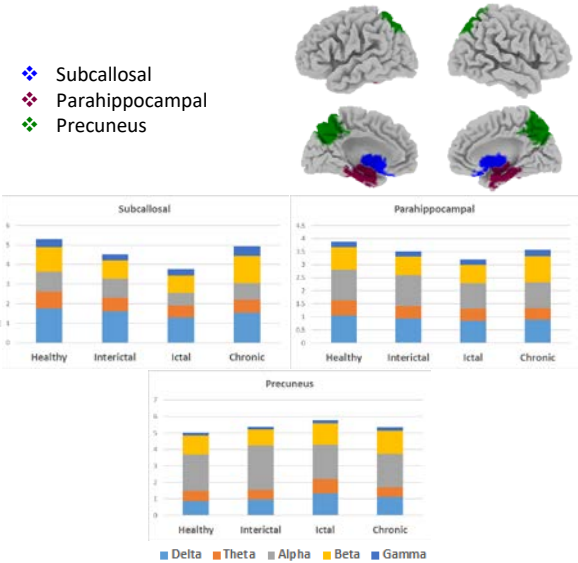 Subcallosal
Parahippocampal
Precuneus
Subcallosal
6
5
4
3
2
1
0
Healthy Interictal Ictal Chronic
Parahippocampal
4.5
4
3.5
3
2.5
2
1.5
1
0.5
0
Healthy Interictal Ictal Chronic
Precuneus
7
6
5
4
3
2
1
0
Healthy Interictal Ictal Chronic
Delta Theta Alpha Beta Gamma